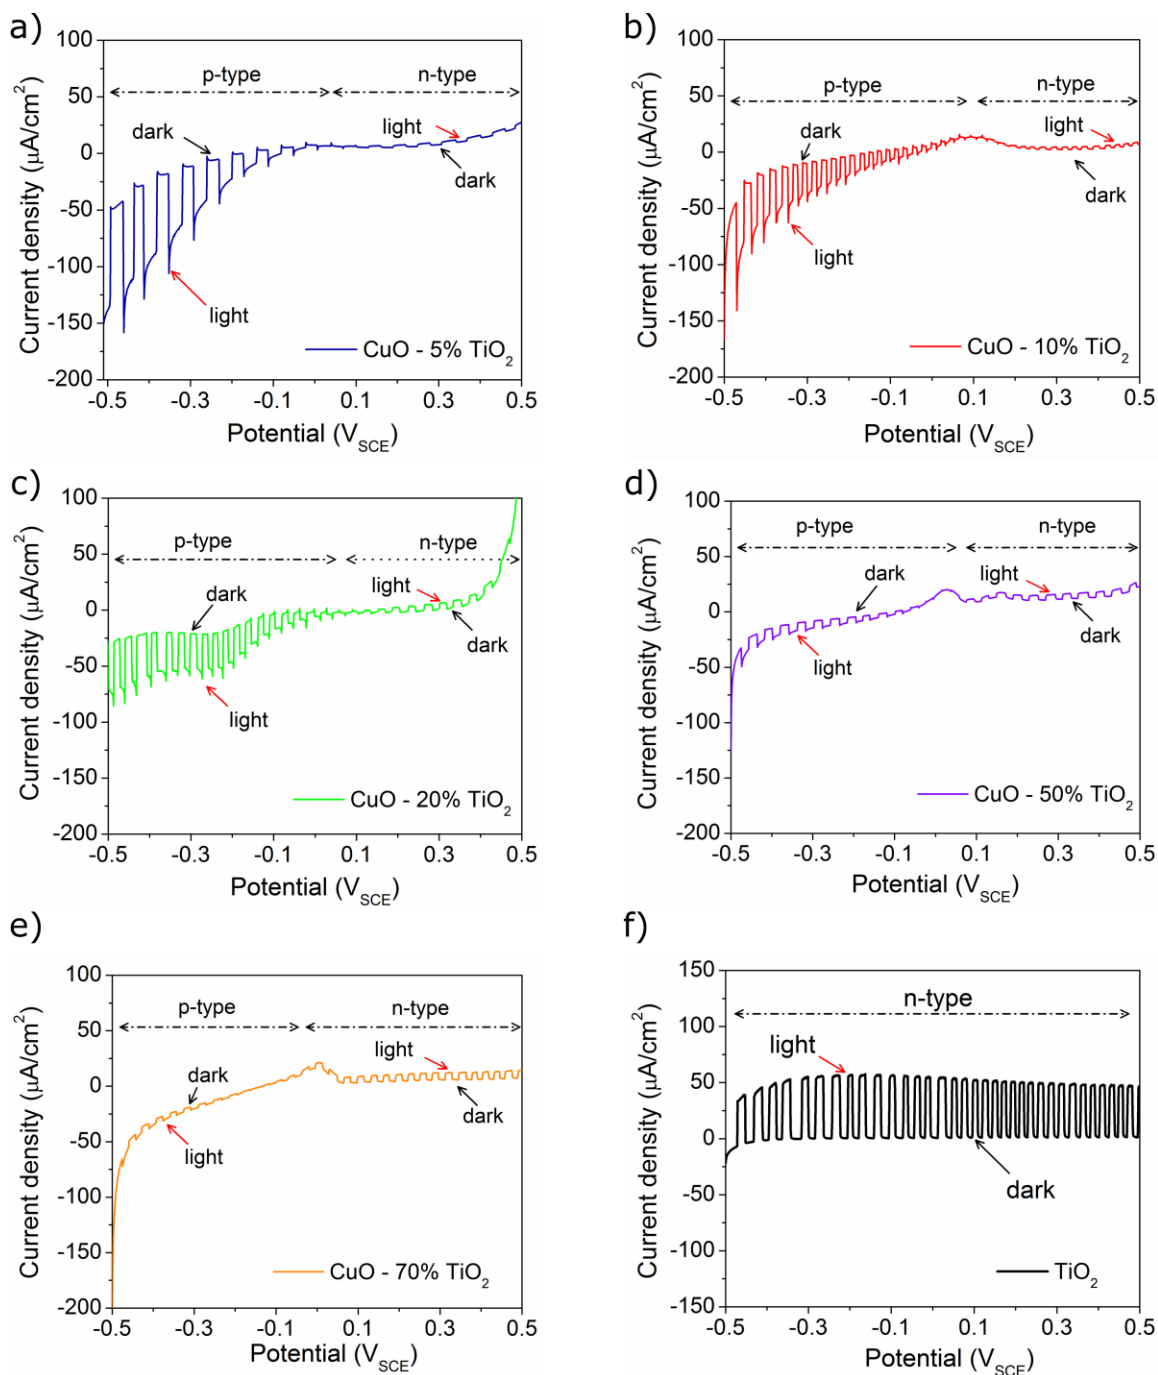 a)
100
50
0
-50
-100
-150
-200
Current density (µA/cm²)
p-type
n-type
dark
light
light
dark
CuO - 5% TiO₂
-0.5 -0.3 -0.1 0.1 0.3 0.5
Potential (V_SCE)
b)
100
50
0
-50
-100
-150
-200
Current density (µA/cm²)
p-type
n-type
dark
light
light
dark
CuO - 10% TiO₂
-0.5 -0.3 -0.1 0.1 0.3 0.5
Potential (V_SCE)
c)
100
50
0
-50
-100
-150
-200
Current density (µA/cm²)
p-type
n-type
dark
light
light
dark
CuO - 20% TiO₂
-0.5 -0.3 -0.1 0.1 0.3 0.5
Potential (V_SCE)
d)
100
50
0
-50
-100
-150
-200
Current density (µA/cm²)
p-type
n-type
dark
light
light
dark
CuO - 50% TiO₂
-0.5 -0.3 -0.1 0.1 0.3 0.5
Potential (V_SCE)
e)
100
50
0
-50
-100
-150
-200
Current density (µA/cm²)
p-type
n-type
dark
light
light
dark
CuO - 70% TiO₂
-0.5 -0.3 -0.1 0.1 0.3 0.5
Potential (V_SCE)
f)
150
100
50
0
-50
-100
-150
Current density (µA/cm²)
n-type
light
dark
TiO₂
-0.5 -0.3 -0.1 0.1 0.3 0.5
Potential (V_SCE)